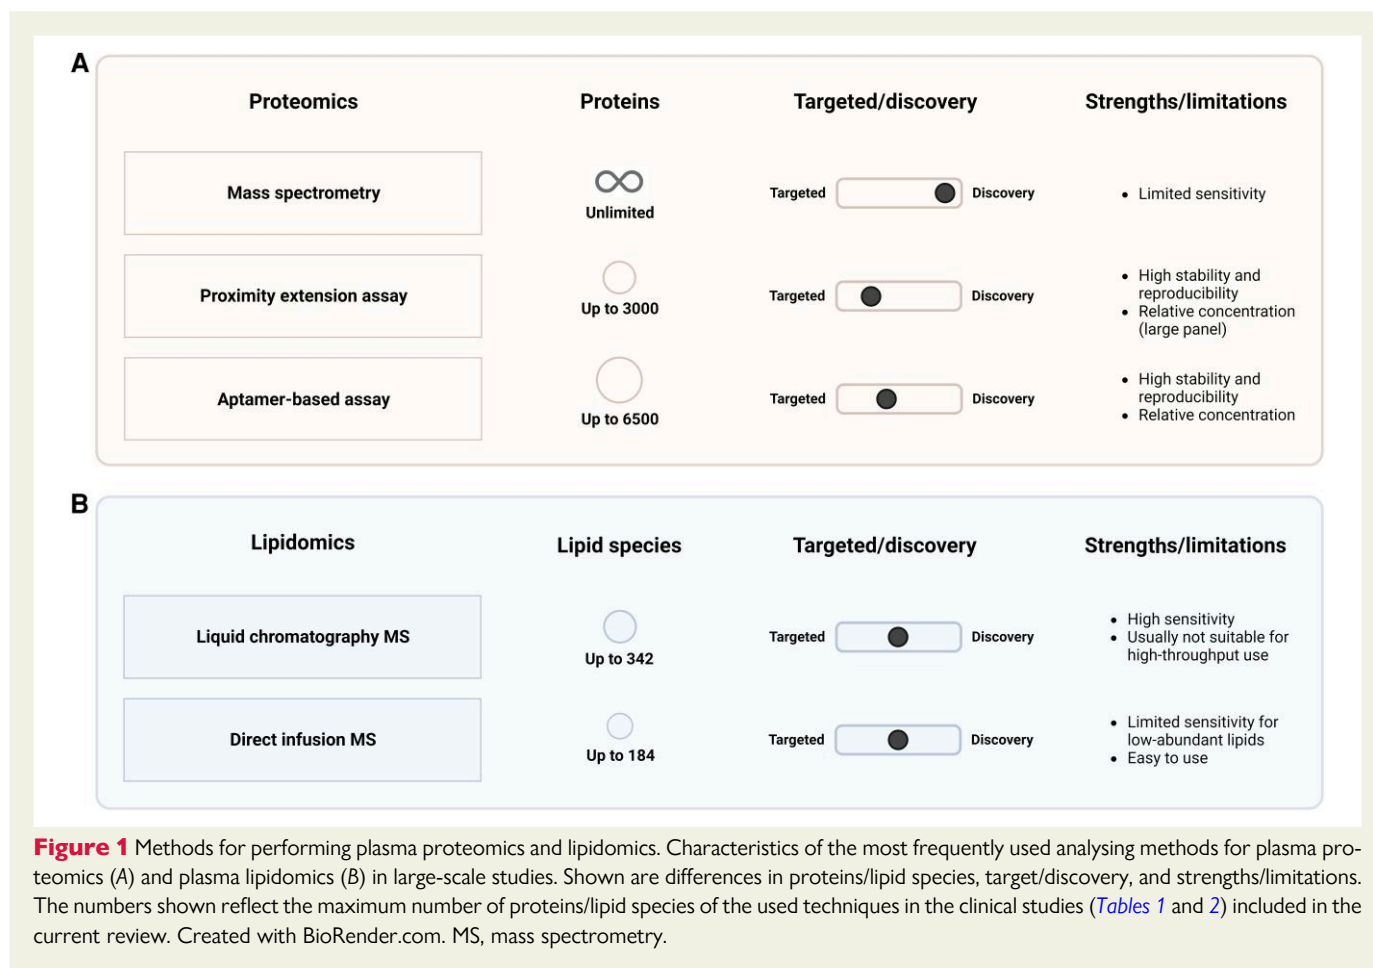 A
Proteomics
Proteins
Targeted/discovery
Strengths/limitations
Mass spectrometry
Unlimited
Targeted
Discovery
• Limited sensitivity
Proximity extension assay
Up to 3000
Targeted
Discovery
• High stability and
reproducibility
• Relative concentration
(large panel)
Aptamer-based assay
Up to 6500
Targeted
Discovery
• High stability and
reproducibility
• Relative concentration
B
Lipidomics
Lipid species
Targeted/discovery
Strengths/limitations
Liquid chromatography MS
Up to 342
Targeted
Discovery
• High sensitivity
• Usually not suitable for
high-throughput use
Direct infusion MS
Up to 184
Targeted
Discovery
• Limited sensitivity for
low-abundant lipids
• Easy to use
Figure 1 Methods for performing plasma proteomics and lipidomics. Characteristics of the most frequently used analysing methods for plasma pro-
teomics (A) and plasma lipidomics (B) in large-scale studies. Shown are differences in proteins/lipid species, target/discovery, and strengths/limitations.
The numbers shown reflect the maximum number of proteins/lipid species of the used techniques in the clinical studies (Tables 1 and 2) included in the
current review. Created with BioRender.com. MS, mass spectrometry.